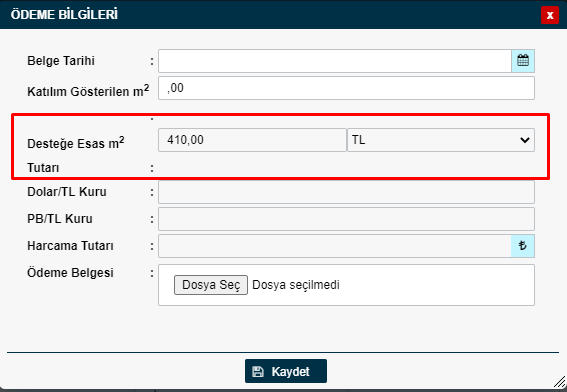 ÖDEME BİLGİLERİ x
Belge Tarihi :
Katılım Gösterilen m2 : ,00
:
Desteğe Esas m2 410,00 TL
Tutarı :
Dolar/TL Kuru :
PB/TL Kuru :
Harcama Tutarı : ₺
Ödeme Belgesi : Dosya Seç Dosya seçilmedi
Kaydet